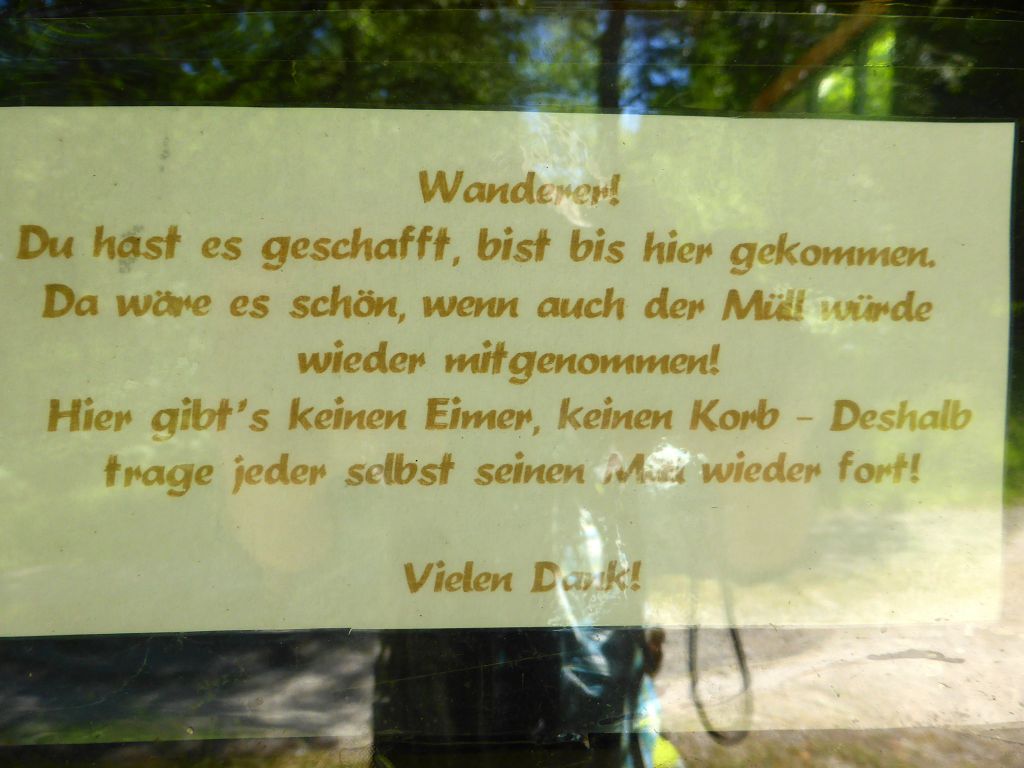 Wanderer!
Du hast es geschafft, bist bis hier gekommen.
Da wäre es schön, wenn auch der Müll würde
wieder mitgenommen!
Hier gibt's keinen Eimer, keinen Korb - Deshalb
trage jeder selbst seinen Müll wieder fort!
Vielen Dank!